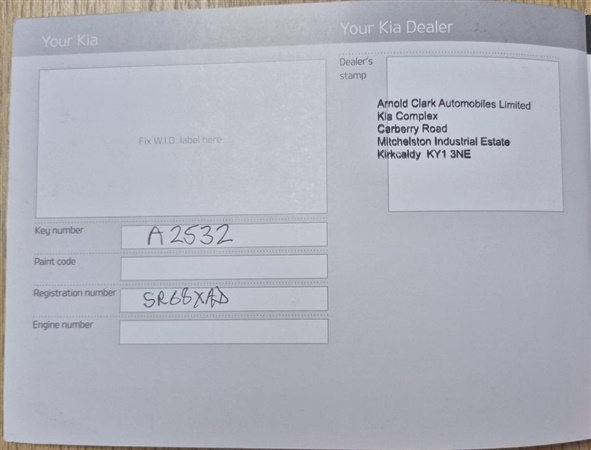 Your Kia
Your Kia Dealer
Fix W.I.D. label here
Dealer's
stamp
Arnold Clark Automobiles Limited
Kia Complex
Carberry Road
Mitchelston Industrial Estate
Kirkcaldy KY1 3NE
Key number A2532
Paint code
Registration number SR68XAD
Engine number